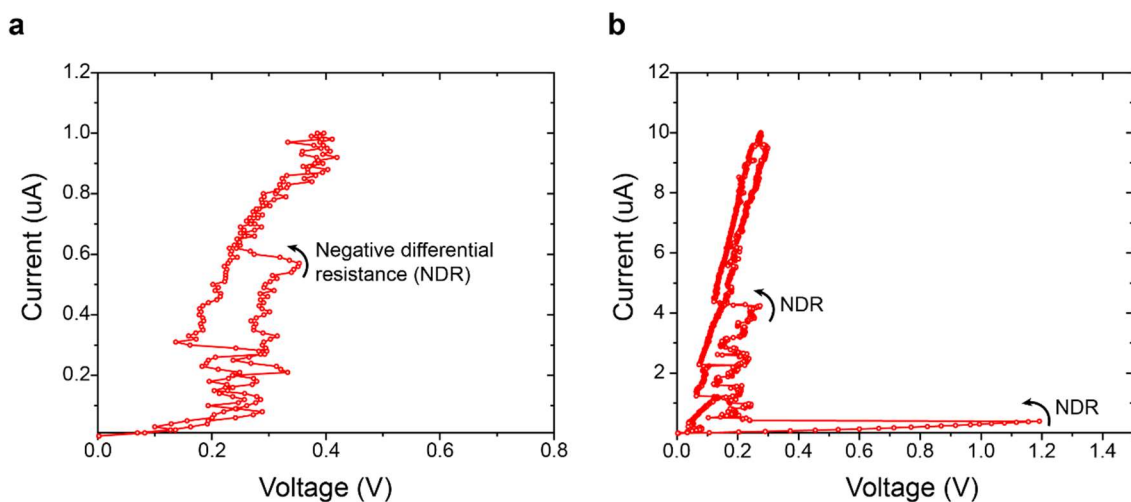 a
1.2
1.0
0.8
0.6
0.4
0.2
Current (uA)
Negative differential
resistance (NDR)
0.0
0.2
0.4
0.6
0.8
Voltage (V)
b
12
10
8
6
4
2
Current (uA)
NDR
NDR
0.0
0.2
0.4
0.6
0.8
1.0
1.2
1.4
Voltage (V)